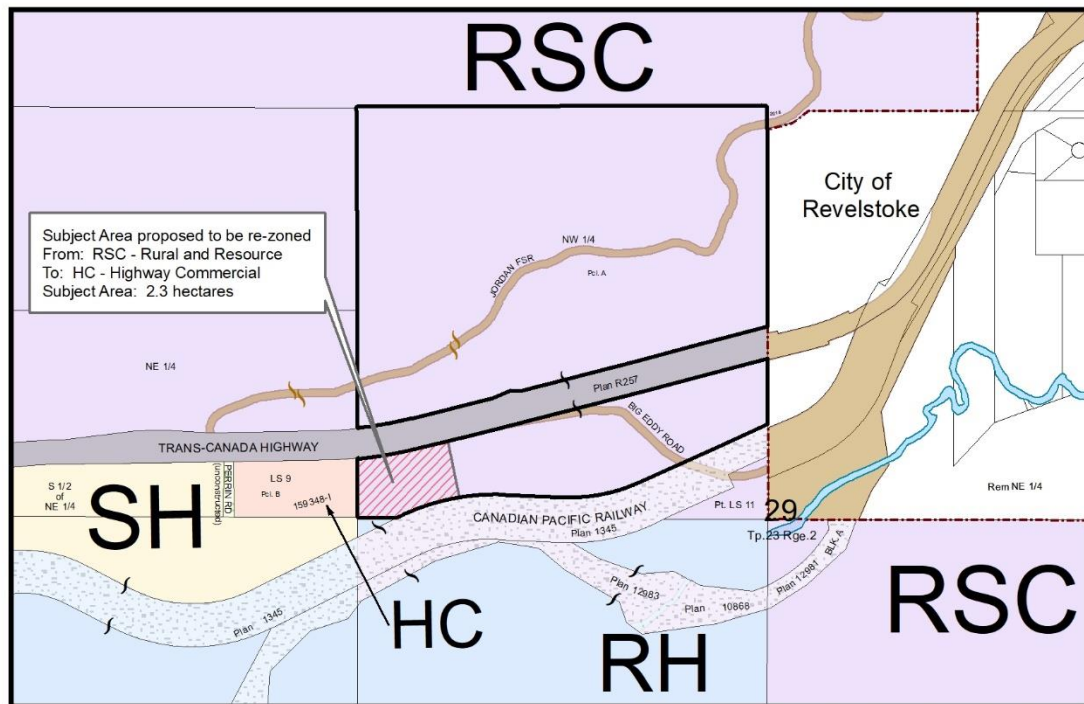 RSC
City of
Revelstoke
Subject Area proposed to be re-zoned
From: RSC - Rural and Resource
To: HC - Highway Commercial
Subject Area: 2.3 hectares
JORDAN FSR
NW 1/4
Pcl. A
NE 1/4
Plan R257
TRANS-CANADA HIGHWAY
BIG EDDY ROAD
S 1/2
of
NE 1/4
PERRIN RD
(unconstructed)
LS 9
Pcl. B
159348-I
SH
CANADIAN PACIFIC RAILWAY
Plan 1345
Pt. LS 11
29
Tp.23 Rge.2
Rem NE 1/4
Plan 1345
HC
Plan 12983
Plan 10868
Plan 12981 BLK. A
RH
RSC